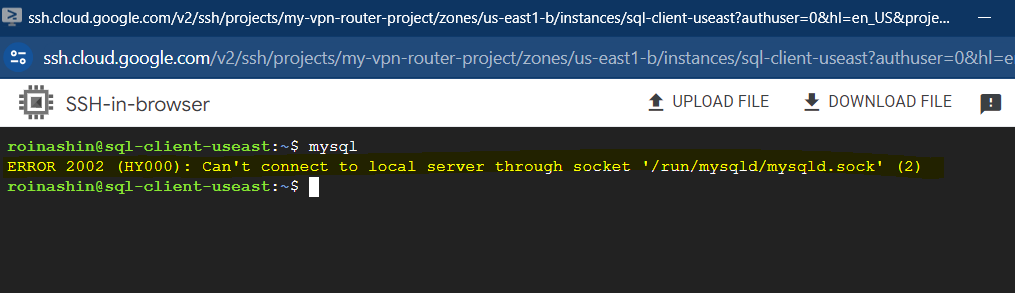 ssh.cloud.google.com/v2/ssh/projects/my-vpn-router-project/zones/us-east1-b/instances/sql-client-useast?authuser=0&hl=en_US&proje...
ssh.cloud.google.com/v2/ssh/projects/my-vpn-router-project/zones/us-east1-b/instances/sql-client-useast?authuser=0&hl=e
SSH-in-browser
UPLOAD FILE
DOWNLOAD FILE
roinashin@sql-client-useast:~$ mysql
ERROR 2002 (HY000): Can't connect to local server through socket '/run/mysqld/mysqld.sock' (2)
roinashin@sql-client-useast:~$